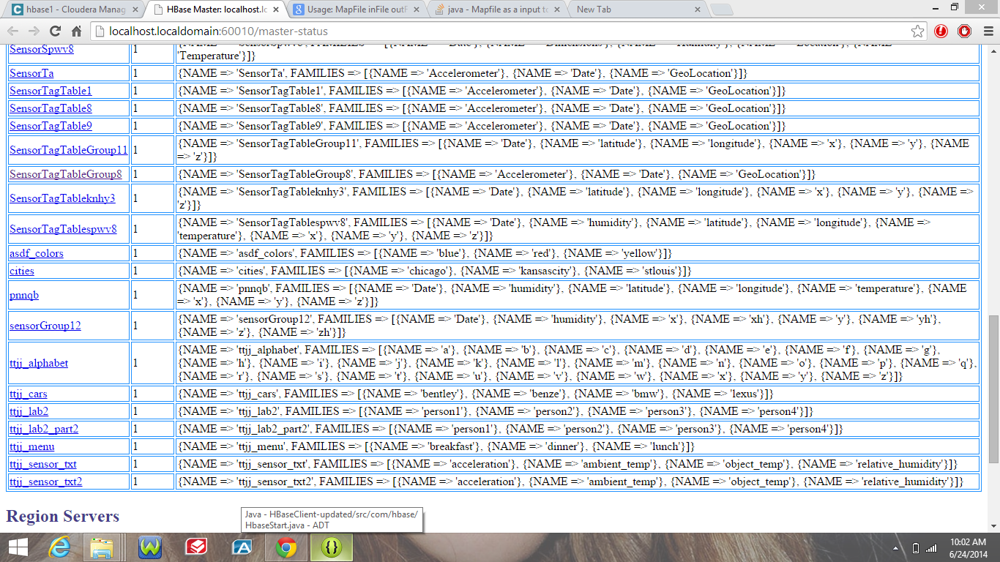 hbase1 - Cloudera Manag
HBase Master: localhost.lo
Usage: MapFile inFile outF
java - Mapfile as a input to
New Tab
localhost.localdomain:60010/master-status
SensorSpwv8 1
'Temperature'}]}
SensorTa 1 {NAME => 'SensorTa', FAMILIES => [{NAME => 'Accelerometer'}, {NAME => 'Date'}, {NAME => 'GeoLocation'}]}
SensorTagTable1 1 {NAME => 'SensorTagTable1', FAMILIES => [{NAME => 'Accelerometer'}, {NAME => 'Date'}, {NAME => 'GeoLocation'}]}
SensorTagTable8 1 {NAME => 'SensorTagTable8', FAMILIES => [{NAME => 'Accelerometer'}, {NAME => 'Date'}, {NAME => 'GeoLocation'}]}
SensorTagTable9 1 {NAME => 'SensorTagTable9', FAMILIES => [{NAME => 'Accelerometer'}, {NAME => 'Date'}, {NAME => 'GeoLocation'}]}
SensorTagTableGroup11 1 {NAME => 'SensorTagTableGroup11', FAMILIES => [{NAME => 'Date'}, {NAME => 'latitude'}, {NAME => 'longitude'}, {NAME => 'x'}, {NAME => 'y'}, {NAME
=> 'z'}]}
SensorTagTableGroup8 1 {NAME => 'SensorTagTableGroup8', FAMILIES => [{NAME => 'Accelerometer'}, {NAME => 'Date'}, {NAME => 'GeoLocation'}]}
SensorTagTableknhy3 1 {NAME => 'SensorTagTableknhy3', FAMILIES => [{NAME => 'Date'}, {NAME => 'latitude'}, {NAME => 'longitude'}, {NAME => 'x'}, {NAME => 'y'}, {NAME =>
'z'}]}
SensorTagTablespwv8 1 {NAME => 'SensorTagTablespwv8', FAMILIES => [{NAME => 'Date'}, {NAME => 'humidity'}, {NAME => 'latitude'}, {NAME => 'longitude'}, {NAME =>
'temperature'}, {NAME => 'x'}, {NAME => 'y'}, {NAME => 'z'}]}
asdf_colors 1 {NAME => 'asdf_colors', FAMILIES => [{NAME => 'blue'}, {NAME => 'red'}, {NAME => 'yellow'}]}
cities 1 {NAME => 'cities', FAMILIES => [{NAME => 'chicago'}, {NAME => 'kansascity'}, {NAME => 'stlouis'}]}
pnnqb 1 {NAME => 'pnnqb', FAMILIES => [{NAME => 'Date'}, {NAME => 'humidity'}, {NAME => 'latitude'}, {NAME => 'longitude'}, {NAME => 'temperature'}, {NAME
=> 'x'}, {NAME => 'y'}, {NAME => 'z'}]}
sensorGroup12 1 {NAME => 'sensorGroup12', FAMILIES => [{NAME => 'Date'}, {NAME => 'humidity'}, {NAME => 'x'}, {NAME => 'xh'}, {NAME => 'y'}, {NAME => 'yh'},
{NAME => 'z'}, {NAME => 'zh'}]}
ttjj_alphabet 1 {NAME => 'ttjj_alphabet', FAMILIES => [{NAME => 'a'}, {NAME => 'b'}, {NAME => 'c'}, {NAME => 'd'}, {NAME => 'e'}, {NAME => 'f'}, {NAME => 'g'},
{NAME => 'h'}, {NAME => 'i'}, {NAME => 'j'}, {NAME => 'k'}, {NAME => 'l'}, {NAME => 'm'}, {NAME => 'n'}, {NAME => 'o'}, {NAME => 'p'}, {NAME => 'q'},
{NAME => 'r'}, {NAME => 's'}, {NAME => 't'}, {NAME => 'u'}, {NAME => 'v'}, {NAME => 'w'}, {NAME => 'x'}, {NAME => 'y'}, {NAME => 'z'}]}
ttjj_cars 1 {NAME => 'ttjj_cars', FAMILIES => [{NAME => 'bentley'}, {NAME => 'benze'}, {NAME => 'bmw'}, {NAME => 'lexus'}]}
ttjj_lab2 1 {NAME => 'ttjj_lab2', FAMILIES => [{NAME => 'person1'}, {NAME => 'person2'}, {NAME => 'person3'}, {NAME => 'person4'}]}
ttjj_lab2_part2 1 {NAME => 'ttjj_lab2_part2', FAMILIES => [{NAME => 'person1'}, {NAME => 'person2'}, {NAME => 'person3'}, {NAME => 'person4'}]}
ttjj_menu 1 {NAME => 'ttjj_menu', FAMILIES => [{NAME => 'breakfast'}, {NAME => 'dinner'}, {NAME => 'lunch'}]}
ttjj_sensor_txt 1 {NAME => 'ttjj_sensor_txt', FAMILIES => [{NAME => 'acceleration'}, {NAME => 'ambient_temp'}, {NAME => 'object_temp'}, {NAME => 'relative_humidity'}]}
ttjj_sensor_txt2 1 {NAME => 'ttjj_sensor_txt2', FAMILIES => [{NAME => 'acceleration'}, {NAME => 'ambient_temp'}, {NAME => 'object_temp'}, {NAME => 'relative_humidity'}]}
Region Servers
Java - HBaseClient-updated/src/com/hbase/
HbaseStart.java - ADT
10:02 AM
6/24/2014